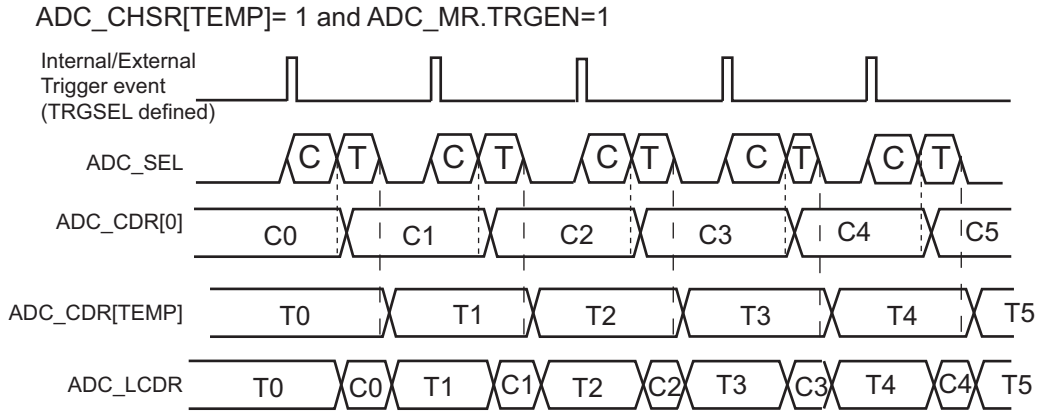 ADC_CHSR[TEMP]= 1 and ADC_MR.TRGEN=1
Internal/External
Trigger event
(TRGSEL defined)
ADC_SEL C T C T C T C T C T
ADC_CDR[0] C0 C1 C2 C3 C4 C5
ADC_CDR[TEMP] T0 T1 T2 T3 T4 T5
ADC_LCDR T0 C0 T1 C1 T2 C2 T3 C3 T4 C4 T5